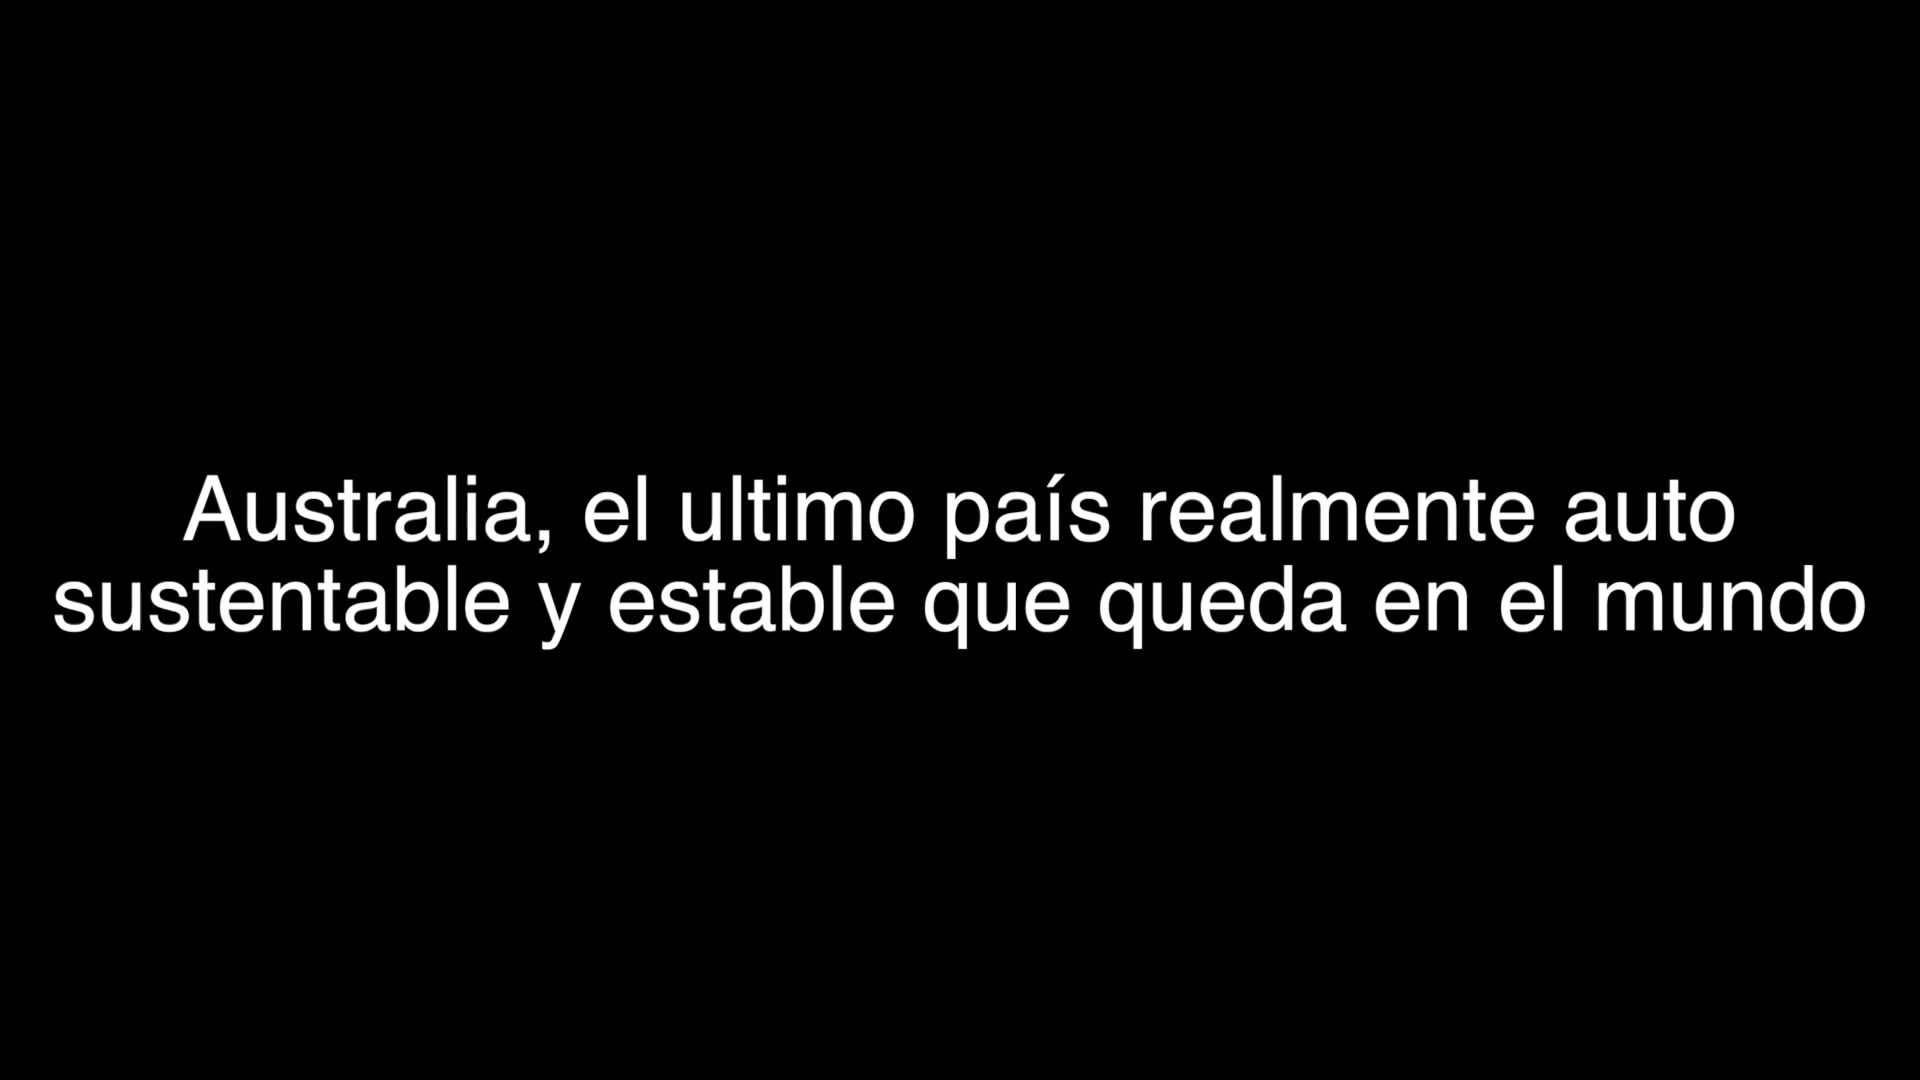 Australia, el ultimo país realmente auto
sustentable y estable que queda en el mundo